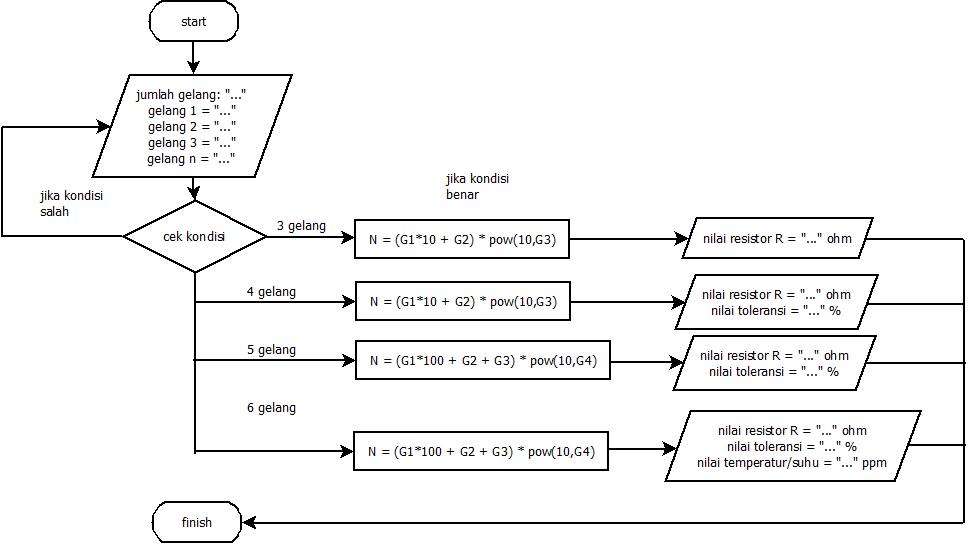 start
jumlah gelang: "..."
gelang 1 = "..."
gelang 2 = "..."
gelang 3 = "..."
gelang n = "..."
jika kondisi
salah
cek kondisi
jika kondisi
benar
3 gelang
N = (G1*10 + G2) * pow(10,G3)
nilai resistor R = "..." ohm
4 gelang
N = (G1*10 + G2) * pow(10,G3)
nilai resistor R = "..." ohm
nilai toleransi = "..." %
5 gelang
N = (G1*100 + G2 + G3) * pow(10,G4)
nilai resistor R = "..." ohm
nilai toleransi = "..." %
6 gelang
N = (G1*100 + G2 + G3) * pow(10,G4)
nilai resistor R = "..." ohm
nilai toleransi = "..." %
nilai temperatur/suhu = "..." ppm
finish